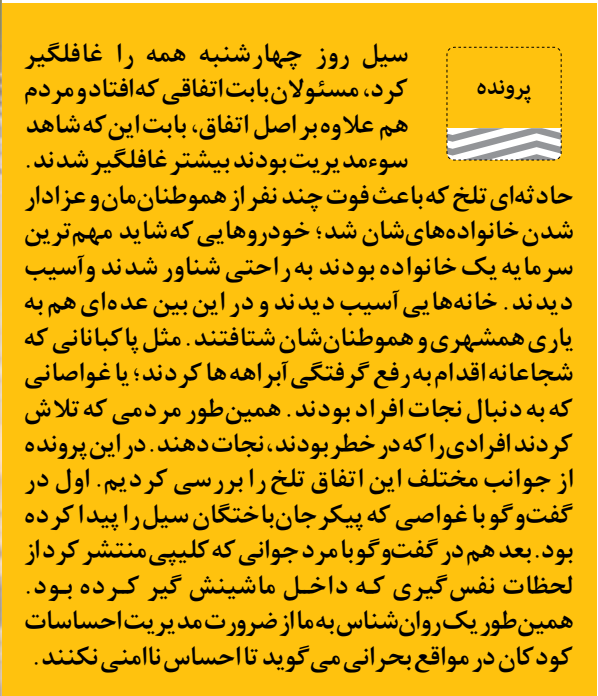 پرونده
سیل روز چهارشنبه همه را غافلگیر
کرد، مسئولان بابت اتفاقی که افتاد و مردم
هم علاوه بر اصل اتفاق، بابت این که شاهد
سوءمدیریت بودند بیشتر غافلگیر شدند.
حادثه‌ای تلخ که باعث فوت چند نفر از هموطنان‌مان و عزادار
شدن خانواده‌های‌شان شد؛ خودروهایی که شاید مهم‌ترین
سرمایه یک خانواده بودند به راحتی شناور شدند وآسیب
دیدند. خانه‌هایی آسیب دیدند و در این بین عده‌ای هم به
یاری همشهری و هموطنان‌شان شتافتند. مثل پاکبانانی که
شجاعانه اقدام به رفع گرفتگی آبراهه‌ها کردند؛ یا غواصانی
که به دنبال نجات افراد بودند. همین‌طور مردمی که تلاش
کردند افرادی را که در خطر بودند، نجات دهند. در این پرونده
از جوانب مختلف این اتفاق تلخ را بررسی کردیم. اول در
گفت‌وگو با غواصی که پیکر جان‌باختگان سیل را پیدا کرده
بود. بعد هم در گفت‌وگو با مرد جوانی که کلیپی منتشر کرد از
لحظات نفس‌گیری که داخل ماشینش گیر کرده بود.
همین‌طور یک روان‌شناس به ما از ضرورت مدیریت احساسات
کودکان در مواقع بحرانی می‌گوید تا احساس ناامنی نکنند.